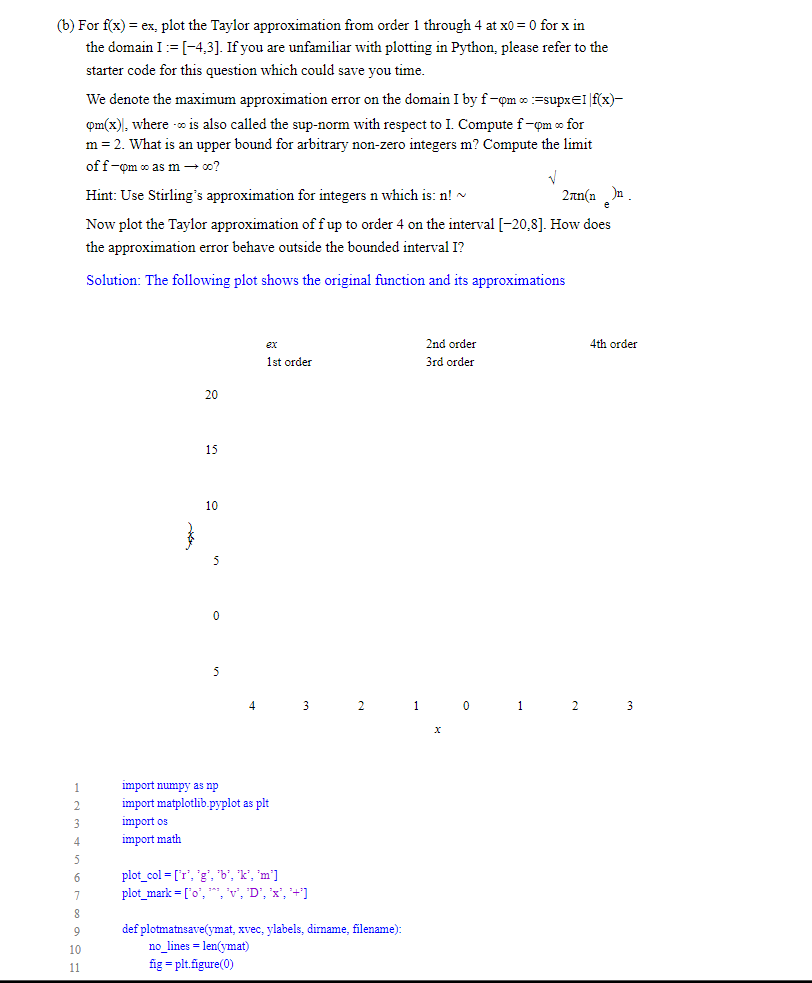 (b) For f(x) = ex, plot the Taylor approximation from order 1 through 4 at x0 = 0 for x in
the domain I := [−4,3]. If you are unfamiliar with plotting in Python, please refer to the
starter code for this question which could save you time.
We denote the maximum approximation error on the domain I by f −φm ∞ :=supx∈I |f(x)−
φm(x)|, where ·∞ is also called the sup-norm with respect to I. Compute f −φm ∞ for
m = 2. What is an upper bound for arbitrary non-zero integers m? Compute the limit
of f −φm ∞ as m → ∞?
√
Hint: Use Stirling's approximation for integers n which is: n! ~ 2πn(n e )n .
Now plot the Taylor approximation of f up to order 4 on the interval [−20,8]. How does
the approximation error behave outside the bounded interval I?
Solution: The following plot shows the original function and its approximations
ex 2nd order 4th order
1st order 3rd order
20
15
10
5
0
5
4 3 2 1 0 1 2 3
x
1 import numpy as np
2 import matplotlib.pyplot as plt
3 import os
4 import math
5
6 plot_col = ['r', 'g', 'b', 'k', 'm']
7 plot_mark = ['o', '^', 'v', 'D', 'x', '+']
8
9 def plotmatnsave(ymat, xvec, ylabels, dirname, filename):
10 no_lines = len(ymat)
11 fig = plt.figure(0)